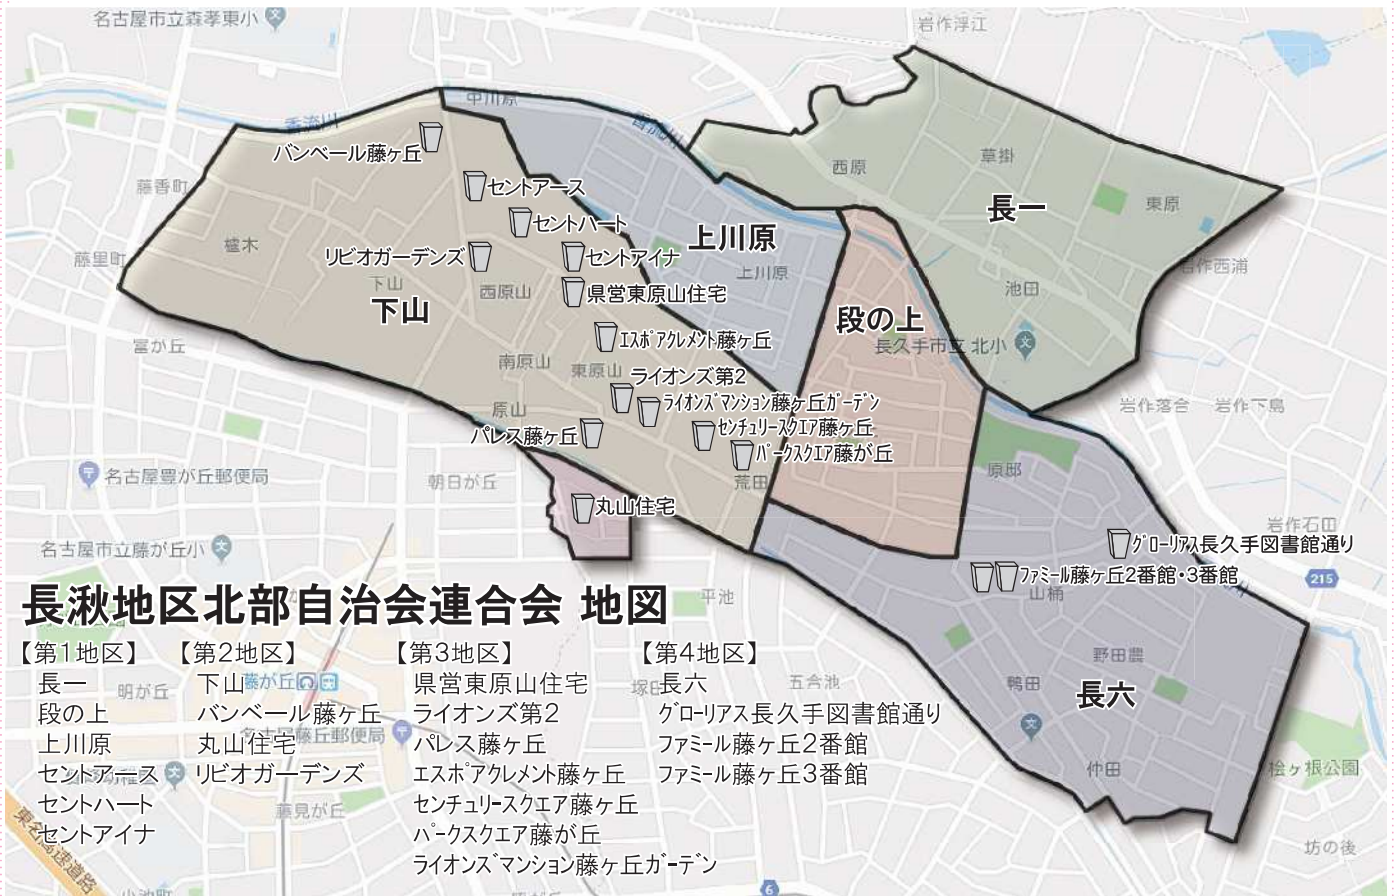 名古屋市立森孝東小
岩作浮江
中川原
香流川
香流川
バンベール藤ヶ丘
西原
草掛
藤香町
セントアース
長一
東原
セントハート
上川原
櫨木
藤里町
リビオガーデンズ
セントアイナ
上川原
岩作西浦
下山
西原山
県営東原山住宅
池田
下山
段の上
エスポアクレメント藤ヶ丘
長久手市立 北小
富が丘
南原山
東原山
ライオンズ第2
原山
ライオンズマンション藤ヶ丘ガーデン
岩作落合
岩作下島
パレス藤ヶ丘
センチュリースクエア藤ヶ丘
パークスクエア藤が丘
名古屋豊が丘郵便局
朝日が丘
荒田
原邸
丸山住宅
岩作石田
名古屋市立藤が丘小
グローリアス長久手図書館通り
ファミール藤ヶ丘2番館・3番館
215
山桶
長湫地区北部自治会連合会 地図
平池
【第1地区】
長一
段の上
上川原
セントアース
セントハート
セントアイナ
【第2地区】
下山
バンベール藤ヶ丘
丸山住宅
リビオガーデンズ
【第3地区】
県営東原山住宅
ライオンズ第2
パレス藤ヶ丘
エスポアクレメント藤ヶ丘
センチュリースクエア藤ヶ丘
パークスクエア藤が丘
ライオンズマンション藤ヶ丘ガーデン
【第4地区】
長六
グローリアス長久手図書館通り
ファミール藤ヶ丘2番館
ファミール藤ヶ丘3番館
明が丘
藤が丘
名古屋藤丘郵便局
藤見が丘
塚田
五合池
野田農
鴨田
長六
仲田
桧ヶ根公園
坊の後
東名高速道路
小池町
6